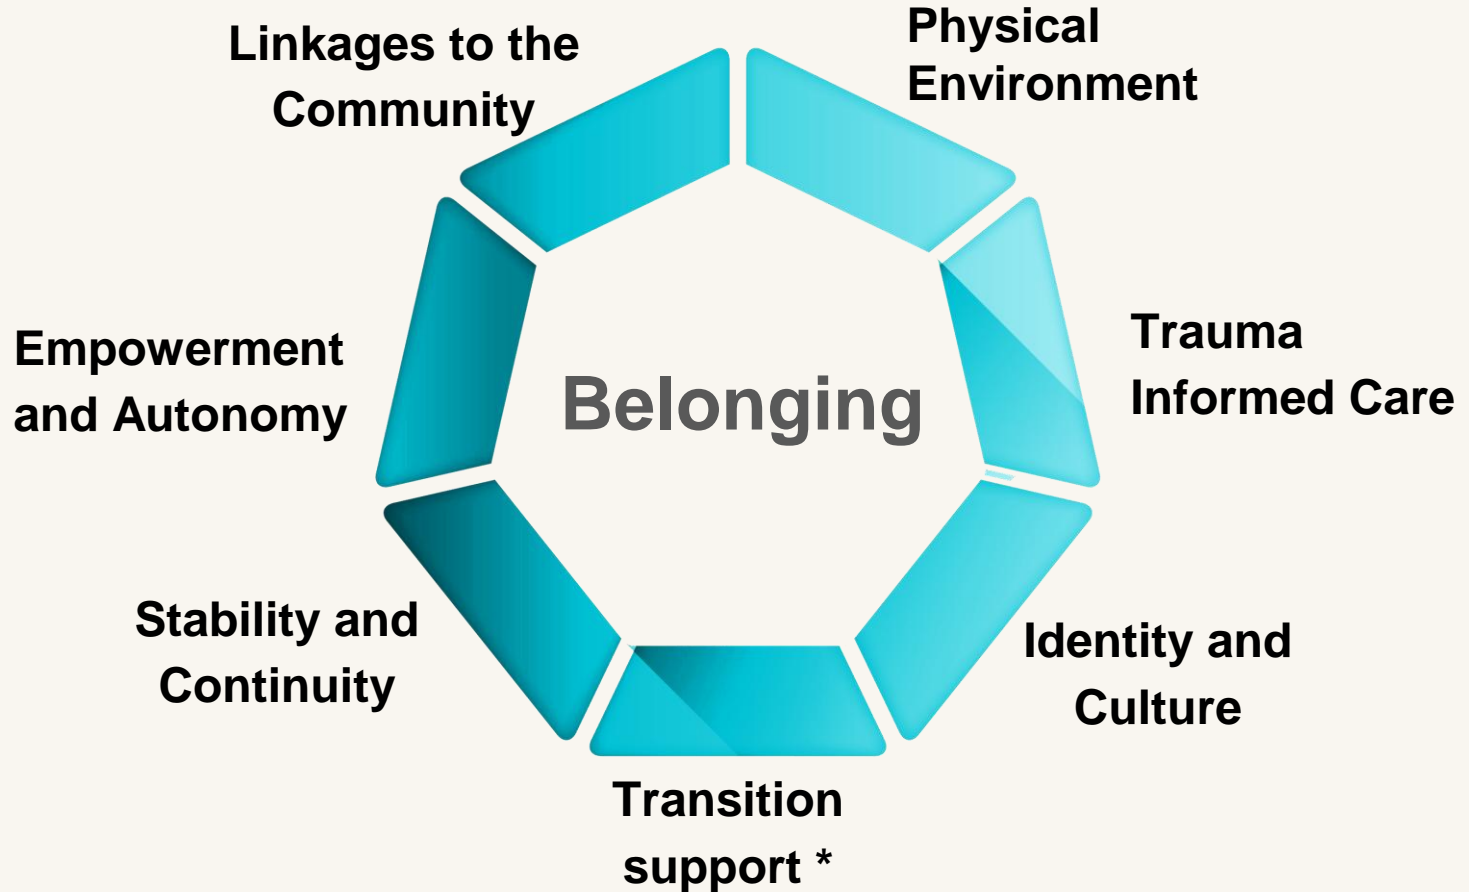 Linkages to the
Community
Physical
Environment
Empowerment
and Autonomy
Belonging
Trauma
Informed Care
Stability and
Continuity
Identity and
Culture
Transition
support *